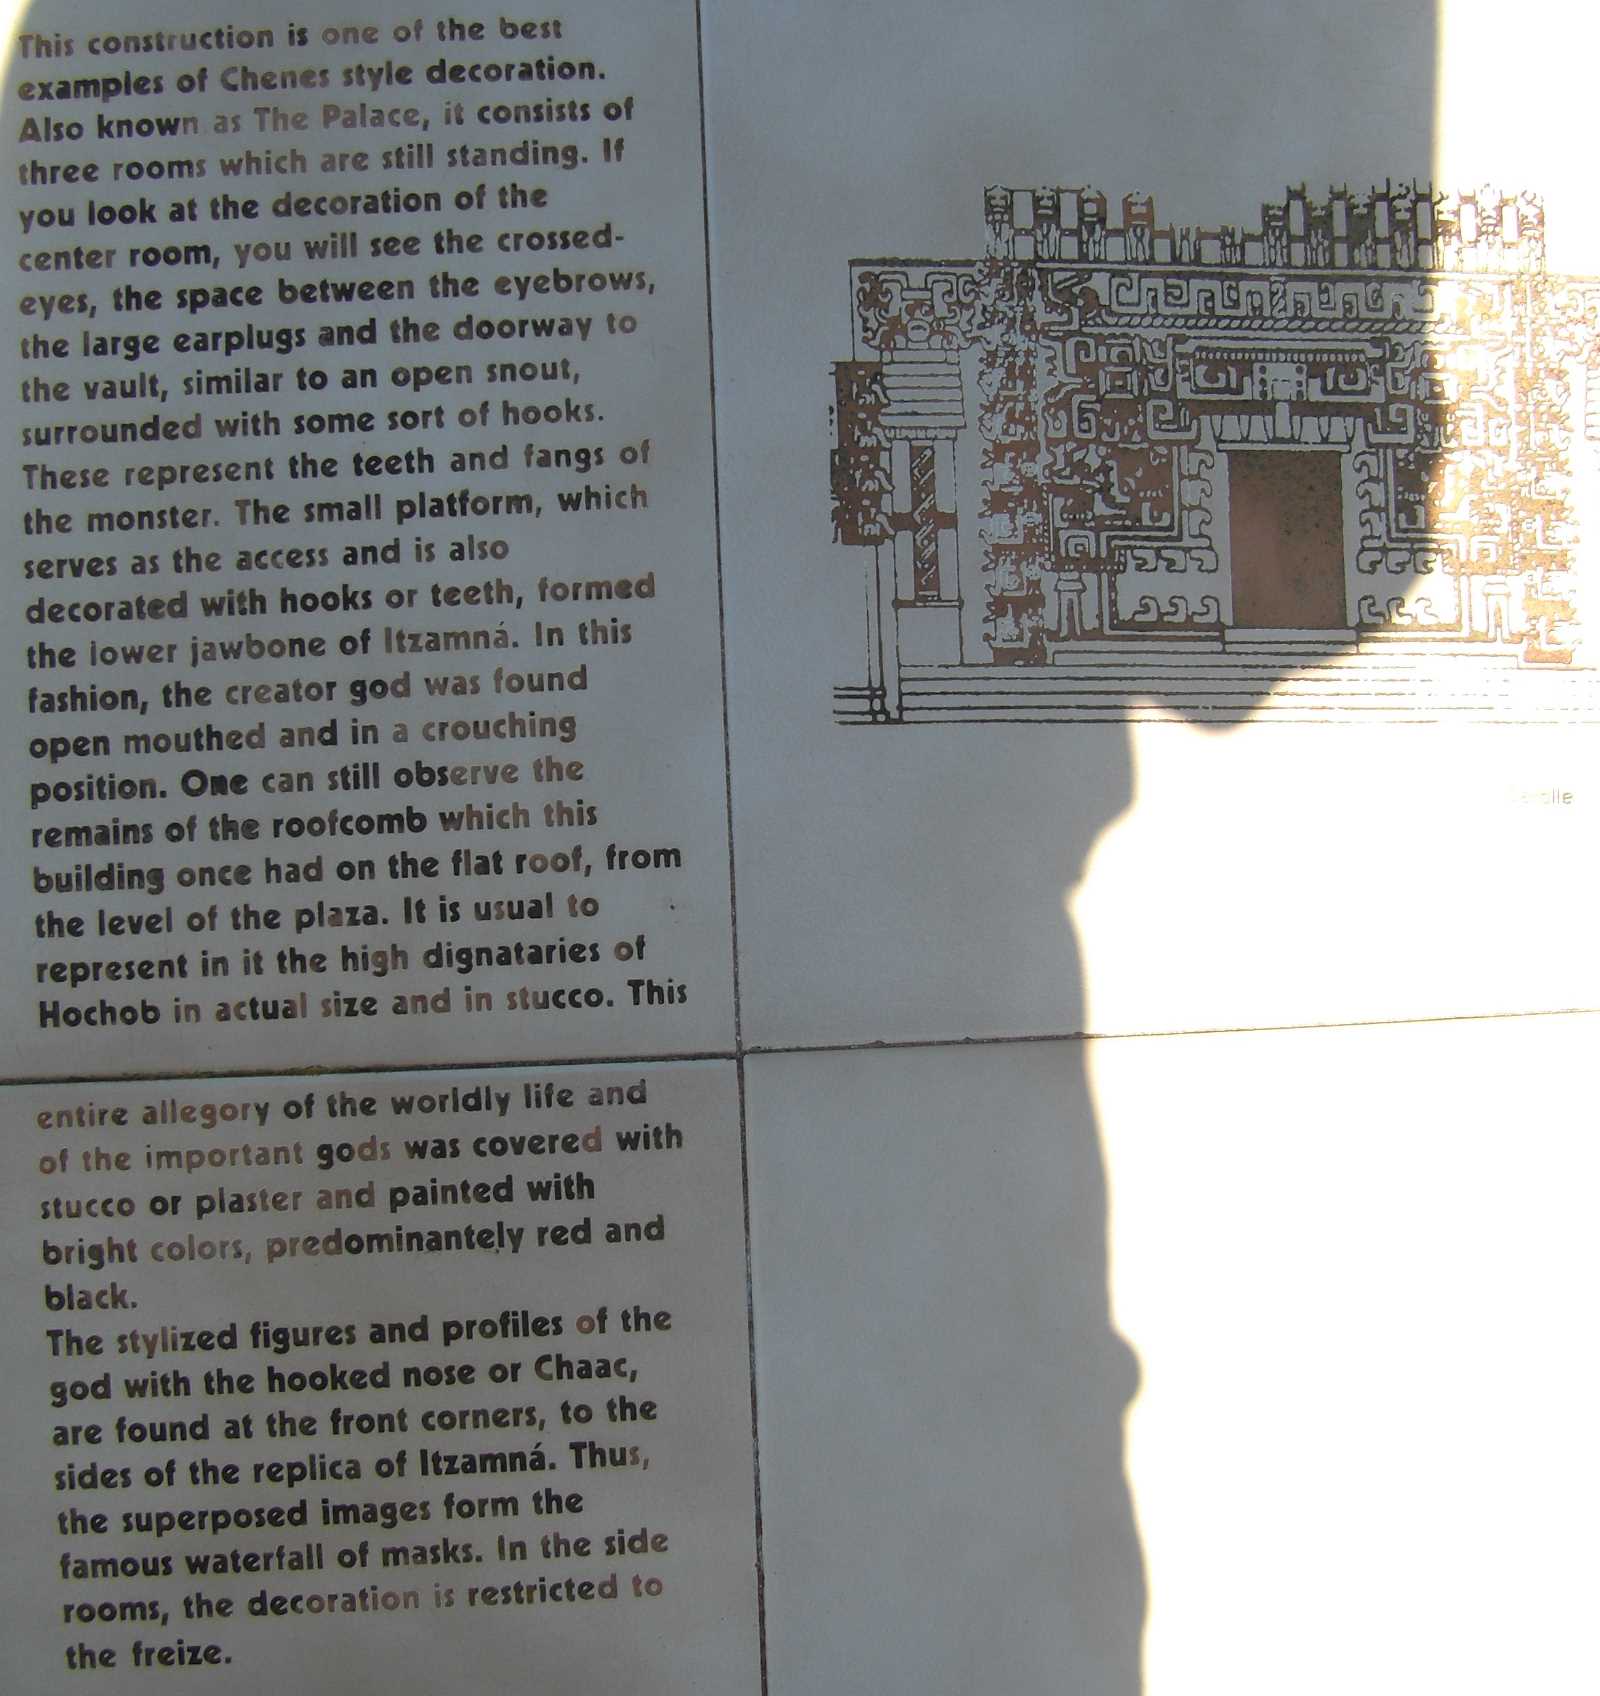 This construction is one of the best
examples of Chenes style decoration.
Also known as The Palace, it consists of
three rooms which are still standing. If
you look at the decoration of the
center room, you will see the crossed-
eyes, the space between the eyebrows,
the large earplugs and the doorway to
the vault, similar to an open snout,
surrounded with some sort of hooks.
These represent the teeth and fangs of
the monster. The small platform, which
serves as the access and is also
decorated with hooks or teeth, formed
the lower jawbone of Itzamná. In this
fashion, the creator god was found
open mouthed and in a crouching
position. One can still observe the
remains of the roofcomb which this
building once had on the flat roof, from
the level of the plaza. It is usual to
represent in it the high dignataries of
Hochob in actual size and in stucco. This
entire allegory of the worldly life and
of the important gods was covered with
stucco or plaster and painted with
bright colors, predominantely red and
black.
The stylized figures and profiles of the
god with the hooked nose or Chaac,
are found at the front corners, to the
sides of the replica of Itzamná. Thus,
the superposed images form the
famous waterfall of masks. In the side
rooms, the decoration is restricted to
the freize.